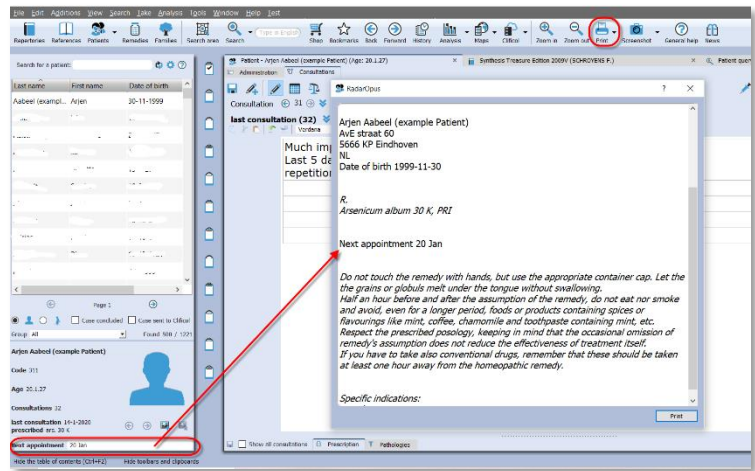 File Edit Additions View Search Take Analysis Tools Window Help Test
Repertories References Patients Remedies Families Search area Search Shop Bookmarks Back Forward History Analysis Maps Clificol Zoom in Zoom out Print Screenshot General help News
Search for a patient:
Last name First name Date of birth
Aabeel (exampl... Arjen 30-11-1999
Page 1
Case concluded Case sent to Clificol
Group All Found 500 / 1221
Arjen Aabeel (example Patient)
Code 311
Age 20.1.27
Consultations 32
last consultation 14-1-2020
prescribed ars. 30 K
Next appointment 20 Jan
Hide the table of contents (Ctrl+F2) Hide toolbars and clipboards
Patient - Arjen Aabeel (example Patient) (Age: 20.1.27)
Synthesis Treasure Edition 2009V (SCHROYENS F.)
Patient quer
Administration Consultations
Consultation 31
last consultation (32)
Verdana
Much im
Last 5 da
repetitior
RadarOpus
Arjen Aabeel (example Patient)
AvE straat 60
5666 KP Eindhoven
NL
Date of birth 1999-11-30
R.
Arsenicum album 30 K, PRI
Next appointment 20 Jan
Do not touch the remedy with hands, but use the appropriate container cap. Let the
the grains or globuls melt under the tongue without swallowing.
Half an hour before and after the assumption of the remedy, do not eat nor smoke
and avoid, even for a longer period, foods or products containing spices or
flavourings like mint, coffee, chamomile and toothpaste containing mint, etc.
Respect the prescribed posology, keeping in mind that the occasional omission of
remedy's assumption does not reduce the effectiveness of treatment itself.
If you have to take also conventional drugs, remember that these should be taken
at least one hour away from the homeopathic remedy.
Specific indications:
Print
Show all consultations Prescription Pathologies